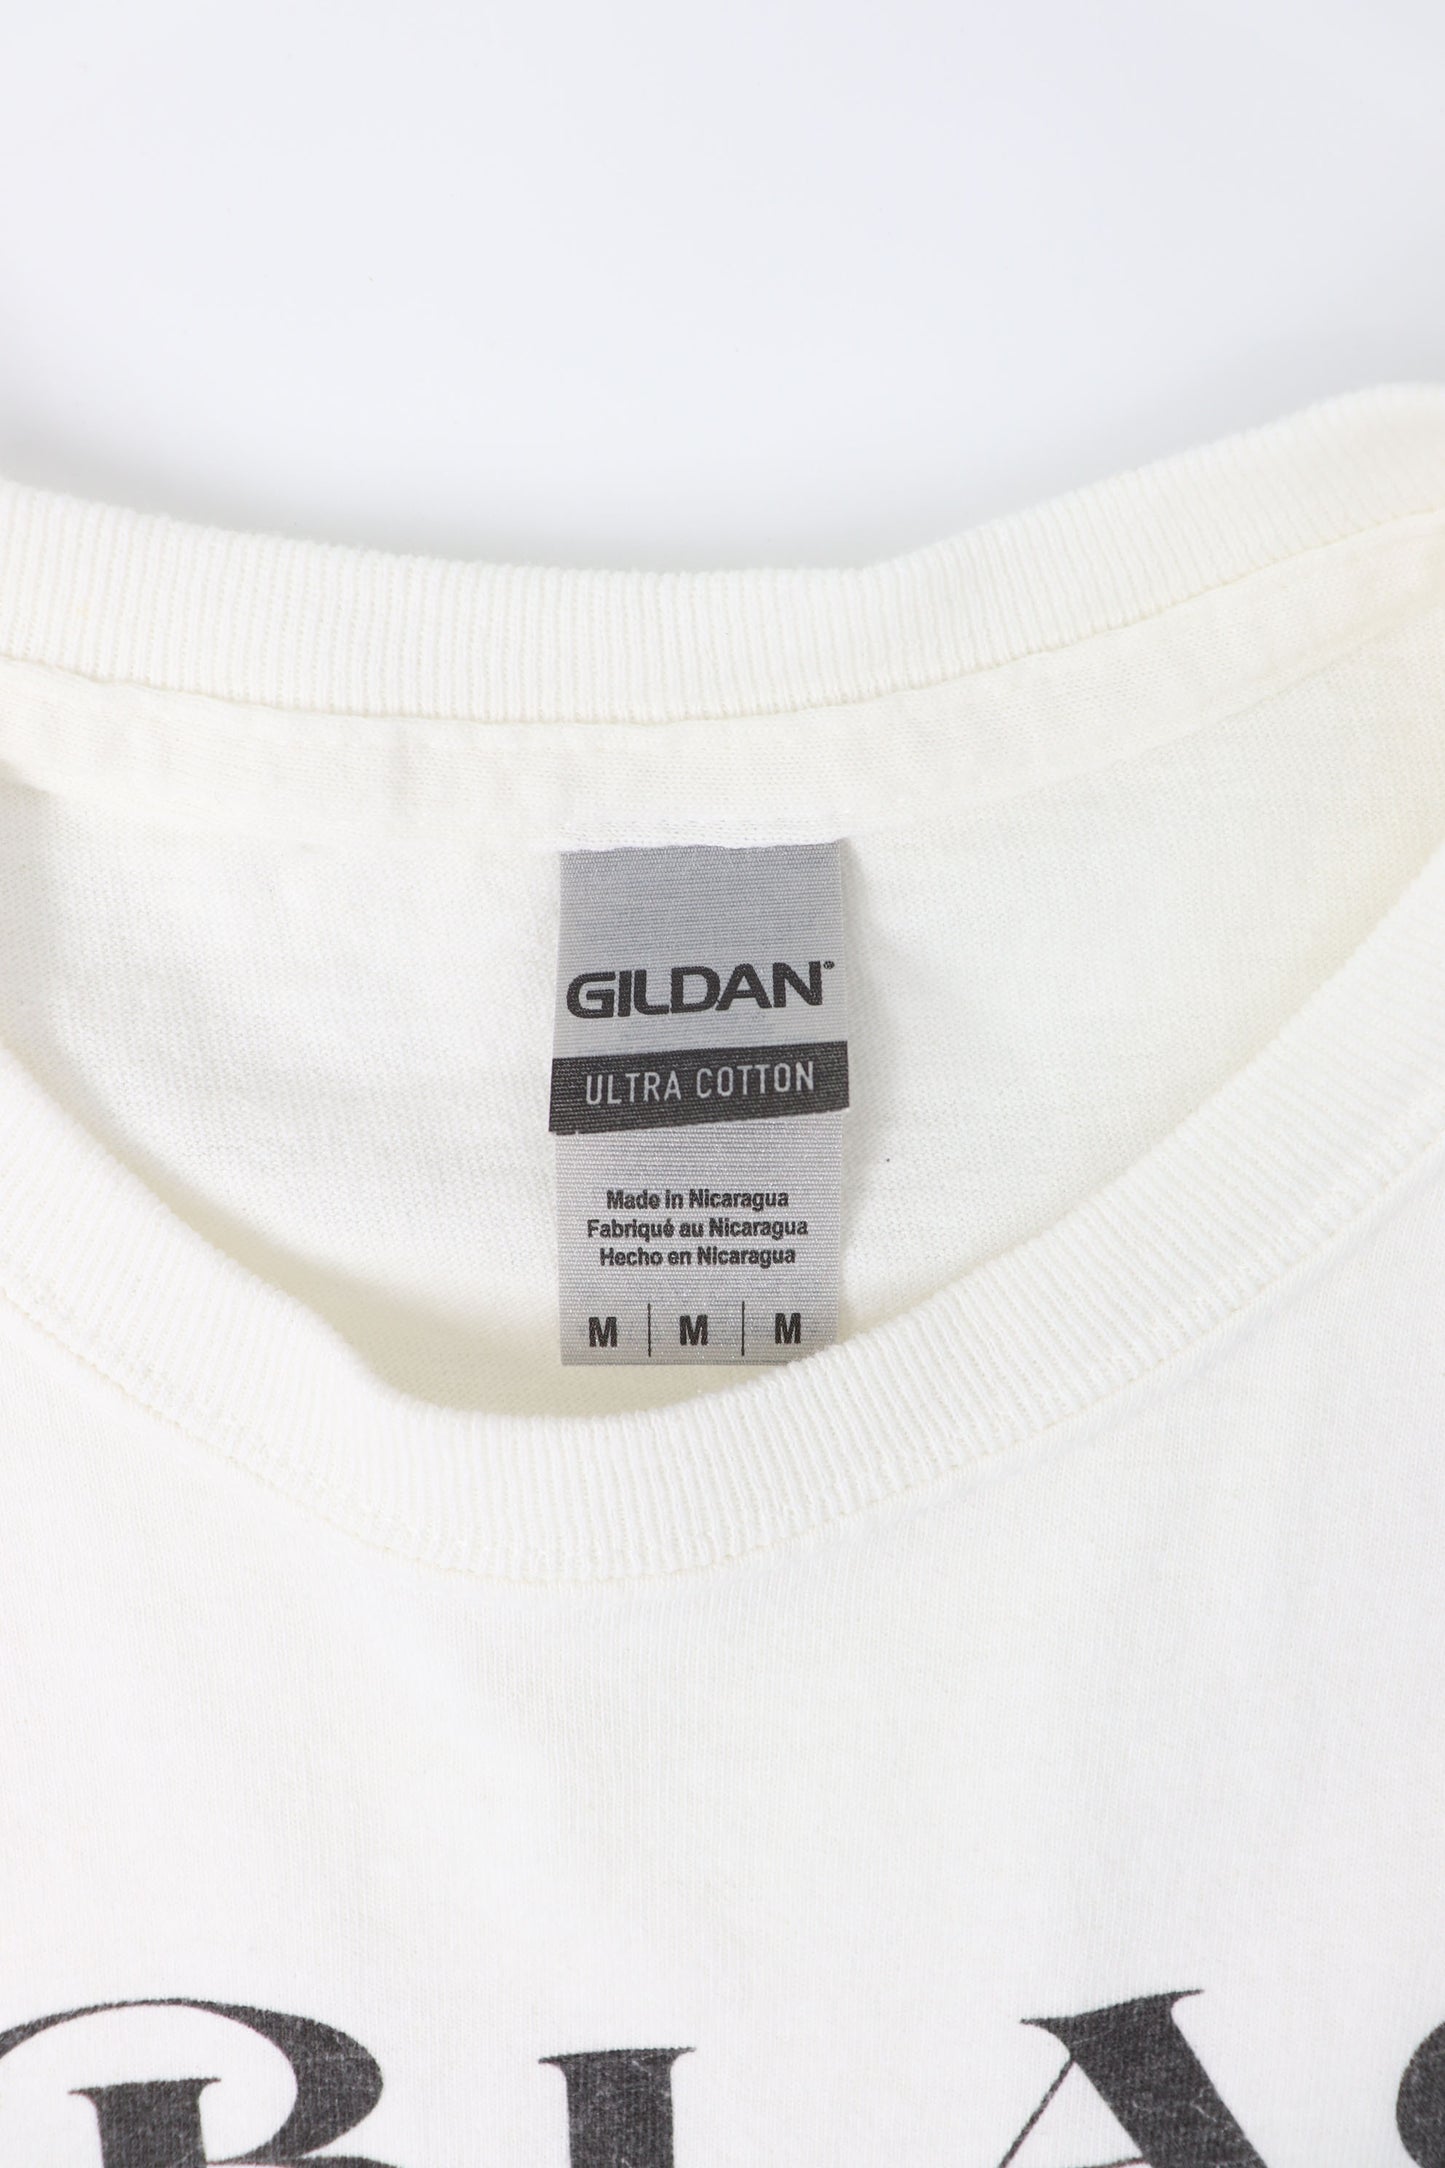 GILDAN
ULTRA COTTON
Made in Nicaragua
Fabriqué au Nicaragua
Hecho en Nicaragua
M | M | M